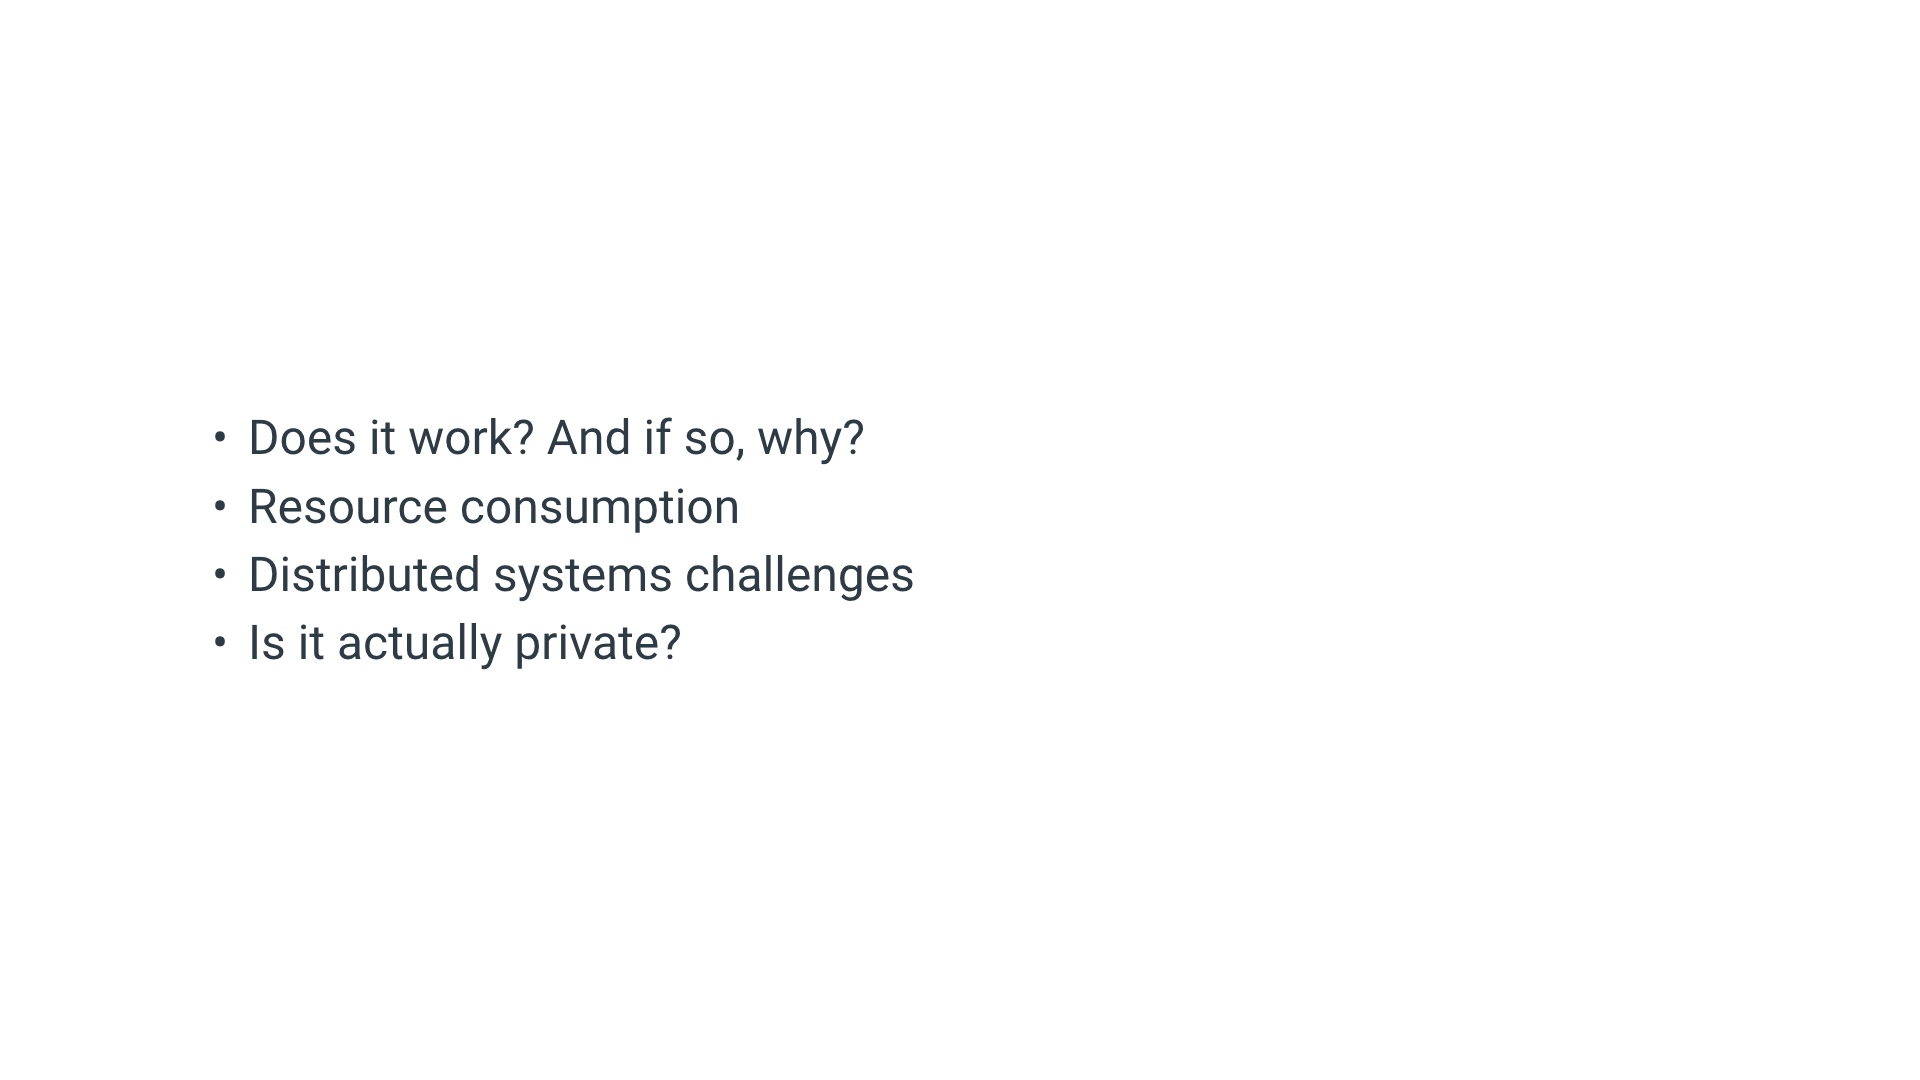 • Does it work? And if so, why?
• Resource consumption
• Distributed systems challenges
• Is it actually private?